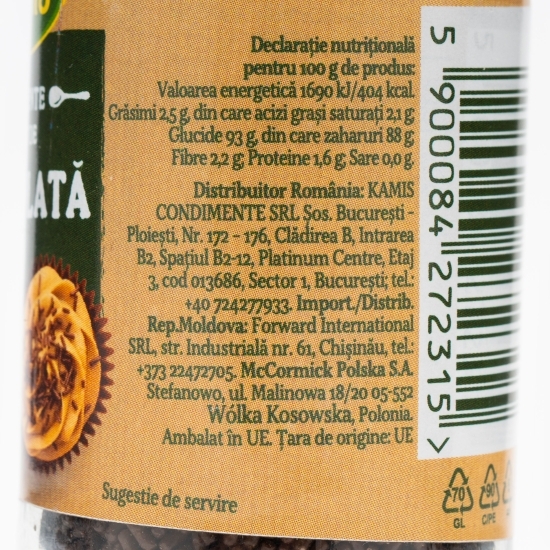 Declarație nutrițională
pentru 100 g de produs:
Valoarea energetică 1690 kJ/404 kcal
Grăsimi 2,5 g, din care acizi grași saturați 2,1 g
Glucide 93 g, din care zaharuri 88 g
Fibre 2,2 g; Proteine 1,6 g; Sare 0,0 g.
Distribuitor România: KAMIS
CONDIMENTE SRL Șos. București -
Ploiești, Nr. 172 - 176, Clădirea B, Intrarea
B2, Spațiul B2-12, Platinum Centre, Etaj
3, cod 013686, Sector 1, București; tel.:
+40 724277933. Import./Distrib.
Rep.Moldova: Forward International
SRL, str. Industrială nr. 61, Chișinău, tel.:
+373 22472705. McCormick Polska S.A.
Stefanowo, ul. Malinowa 18/20 05-552
Wólka Kosowska, Polonia.
Ambalat în UE. Țara de origine: UE
Sugestie de servire
5 900084 272315 >
70
GL
90
C/PE